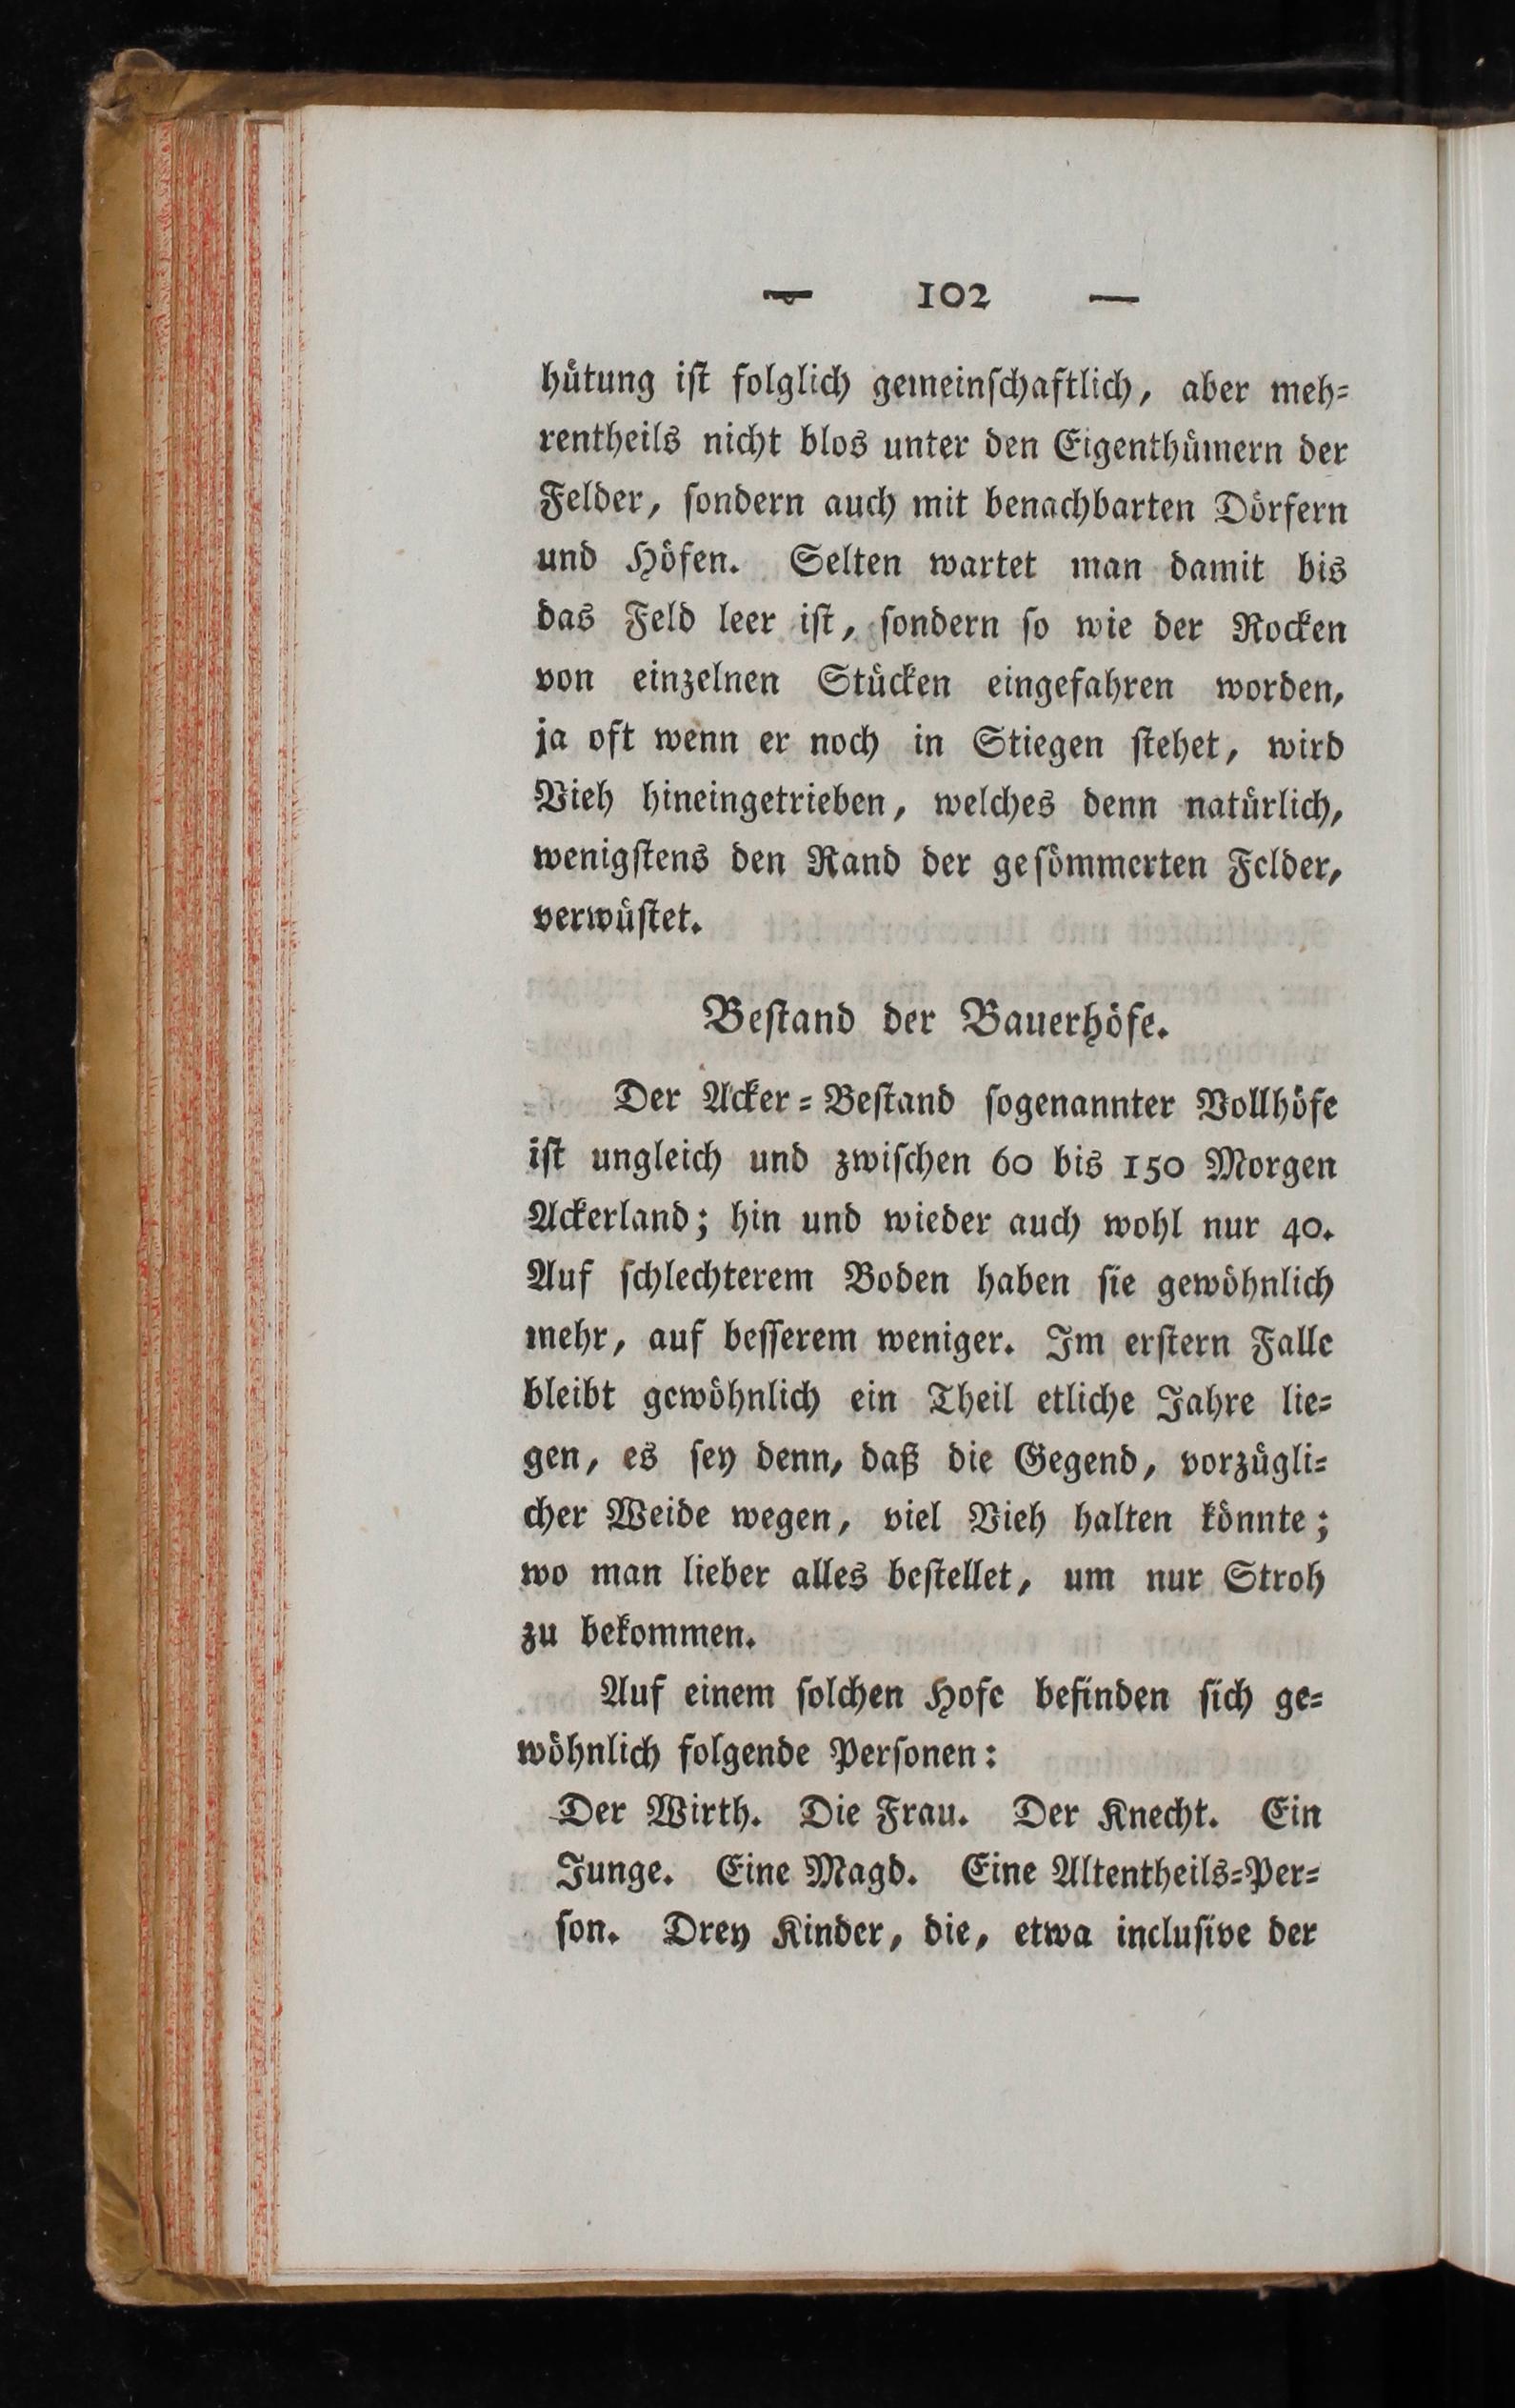 — 102 —
hütung ist folglich gemeinschaftlich, aber meh=
rentheils nicht blos unter den Eigenthümern der
Felder, sondern auch mit benachbarten Dörfern
und Höfen. Selten wartet man damit bis
das Feld leer ist, sondern so wie der Rocken
von einzelnen Stücken eingefahren worden,
ja oft wenn er noch in Stiegen stehet, wird
Vieh hineingetrieben, welches denn natürlich,
wenigstens den Rand der gesömmerten Felder,
verwüstet.
Bestand der Bauerhöfe.
Der Acker=Bestand sogenannter Vollhöfe
ist ungleich und zwischen 60 bis 150 Morgen
Ackerland; hin und wieder auch wohl nur 40.
Auf schlechterem Boden haben sie gewöhnlich
mehr, auf besserem weniger. Im erstern Falle
bleibt gewöhnlich ein Theil etliche Jahre lie=
gen, es sey denn, daß die Gegend, vorzügli=
cher Weide wegen, viel Vieh halten könnte;
wo man lieber alles bestellet, um nur Stroh
zu bekommen.
Auf einem solchen Hofe befinden sich ge=
wöhnlich folgende Personen:
Der Wirth. Die Frau. Der Knecht. Ein
Junge. Eine Magd. Eine Altentheils=Per=
son. Drey Kinder, die, etwa inclusive der